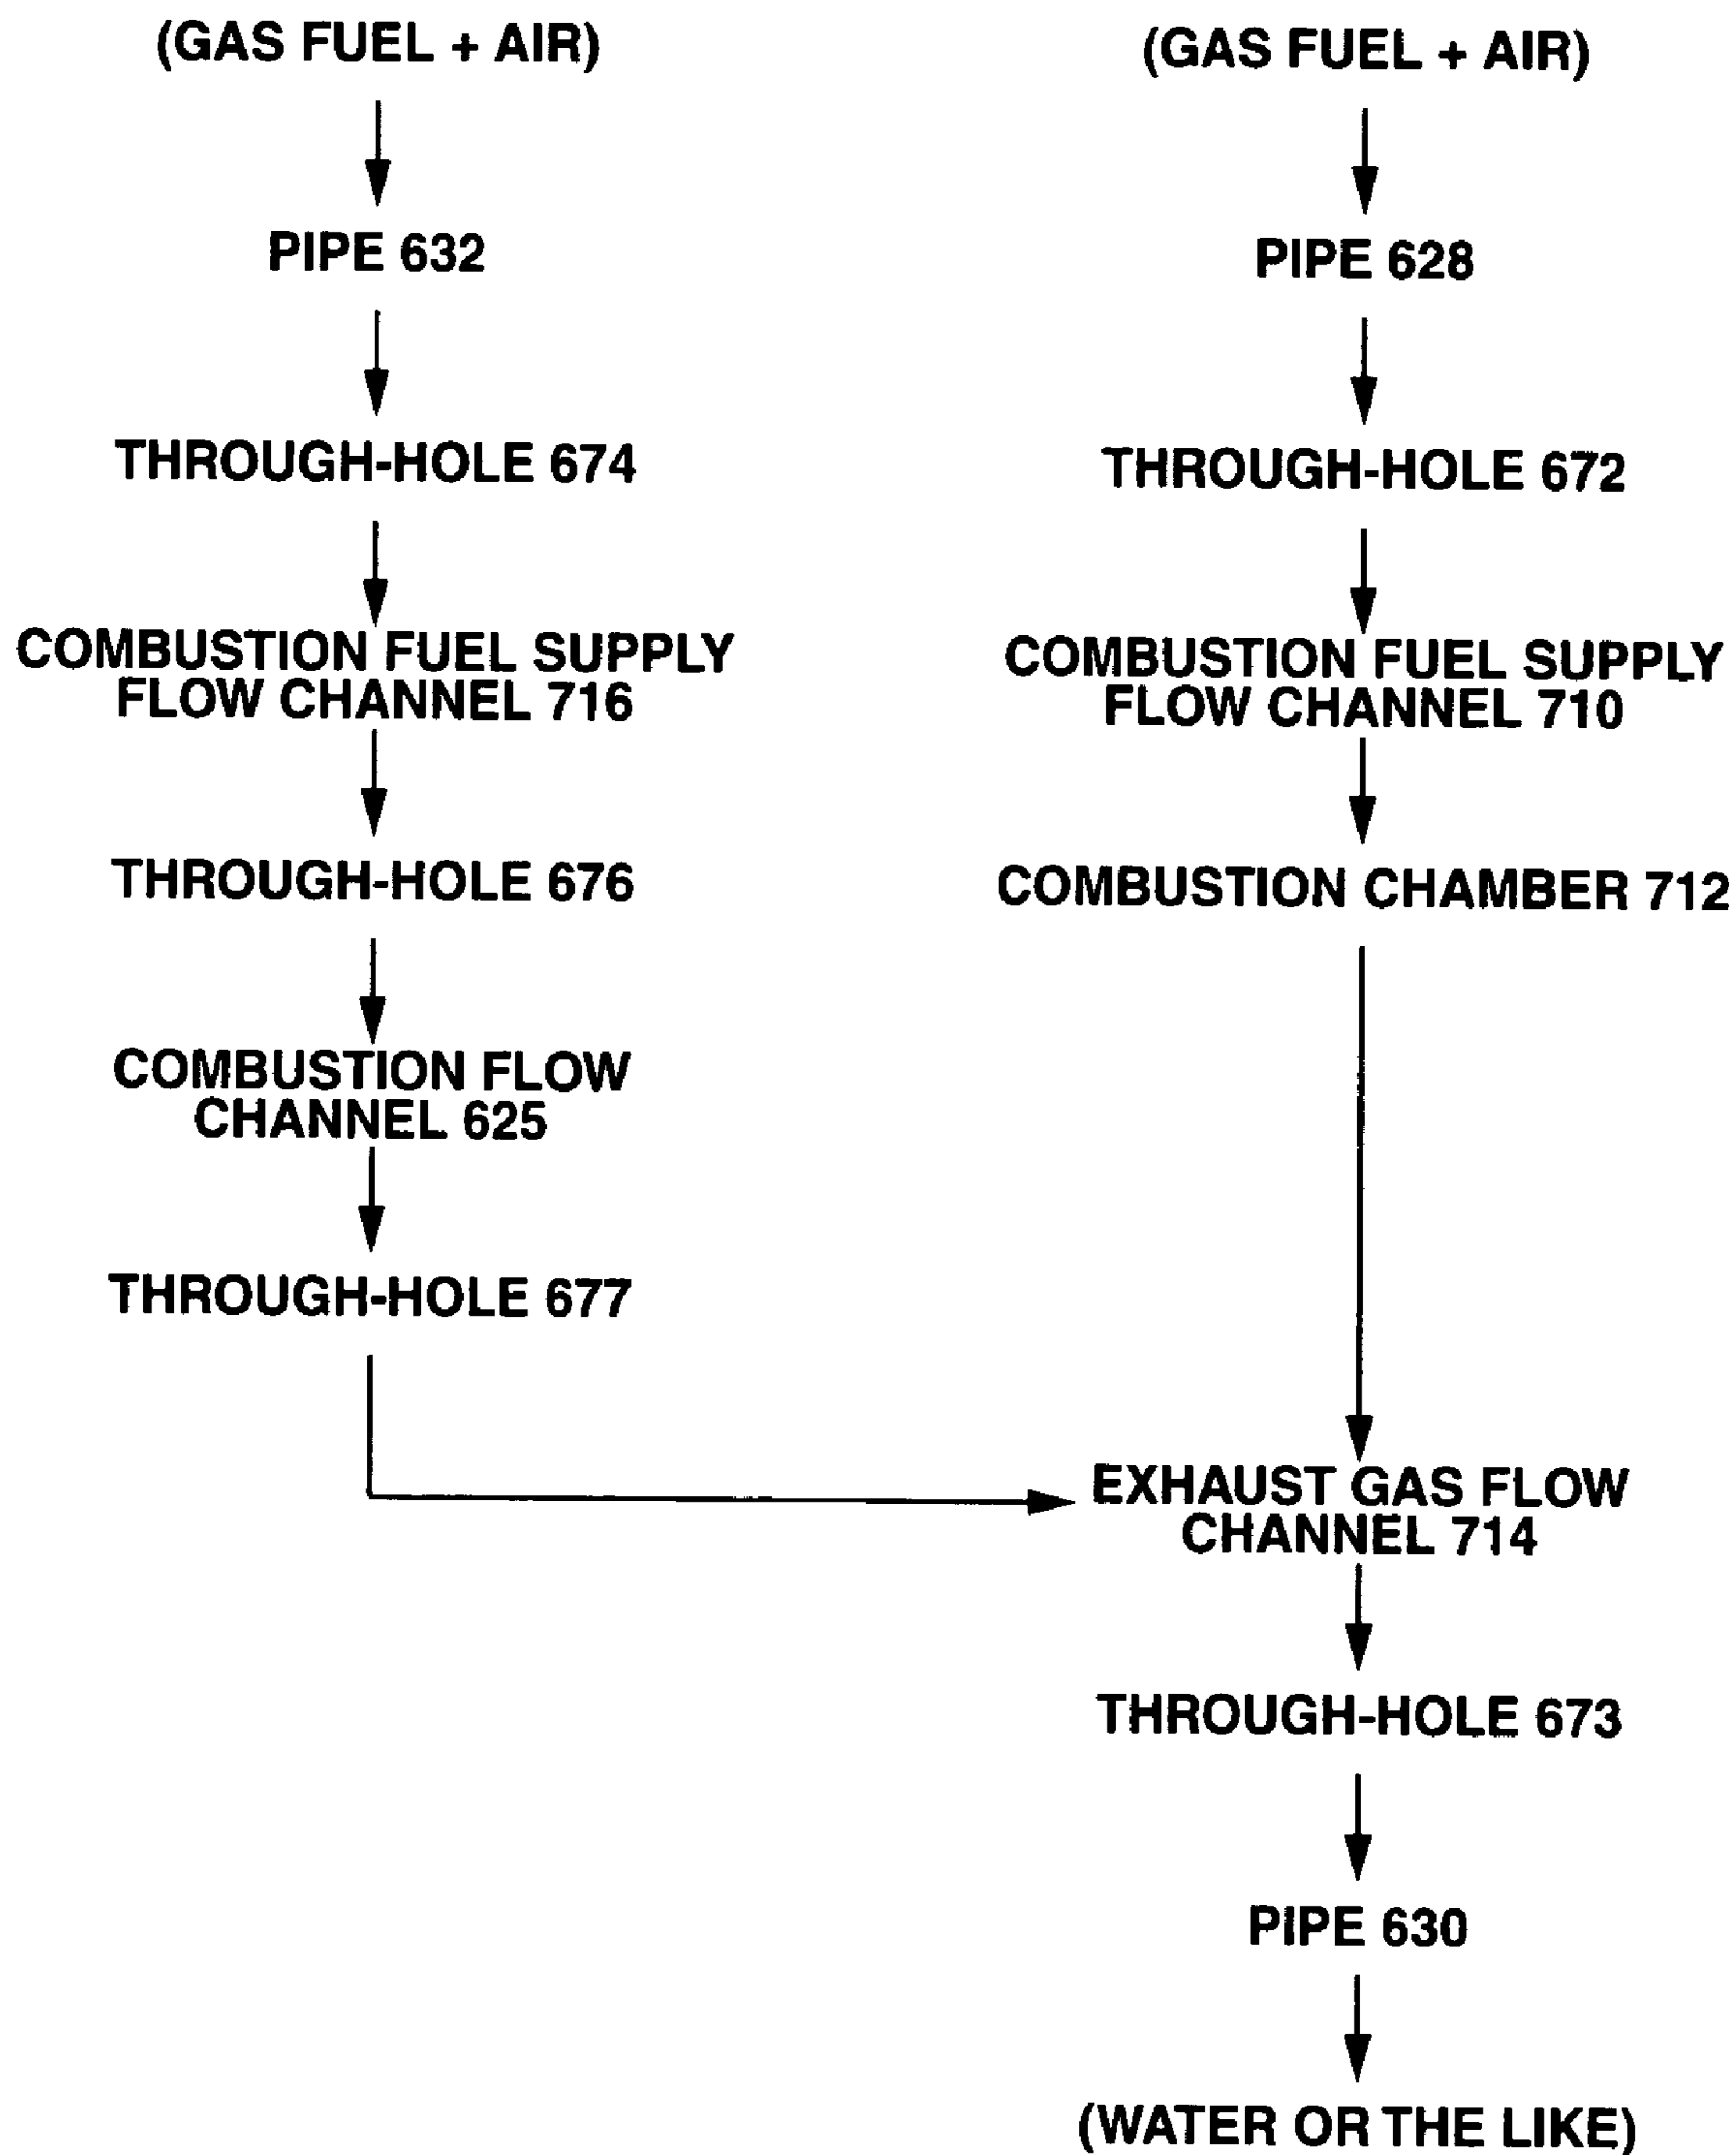 (GAS FUEL + AIR)
PIPE 632
THROUGH-HOLE 674
COMBUSTION FUEL SUPPLY
FLOW CHANNEL 716
THROUGH-HOLE 676
COMBUSTION FLOW
CHANNEL 625
THROUGH-HOLE 677
(GAS FUEL + AIR)
PIPE 628
THROUGH-HOLE 672
COMBUSTION FUEL SUPPLY
FLOW CHANNEL 710
COMBUSTION CHAMBER 712
EXHAUST GAS FLOW
CHANNEL 714
THROUGH-HOLE 673
PIPE 630
(WATER OR THE LIKE)